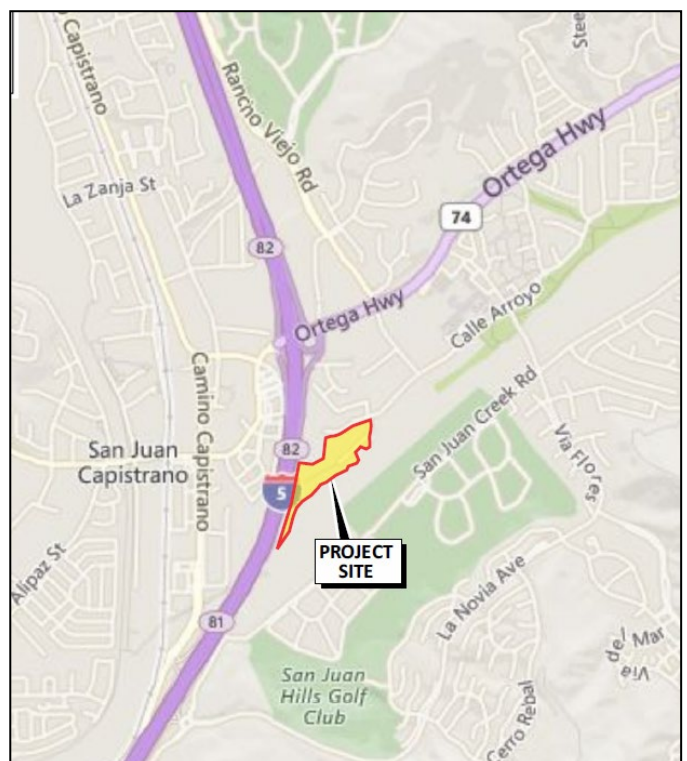 o Capistrano
Rancho Viejo Rd
Stee
La Zanja St
Ortega Hwy
74
82
Ortega Hwy
Calle Arroyo
Camino Capistrano
San Juan Creek Rd
San Juan
Capistrano
82
5
Via Flores
PROJECT
SITE
Alipaz St
La Novia Ave
81
Via
del Mar
San Juan
Hills Golf
Club
Cerro Rebal